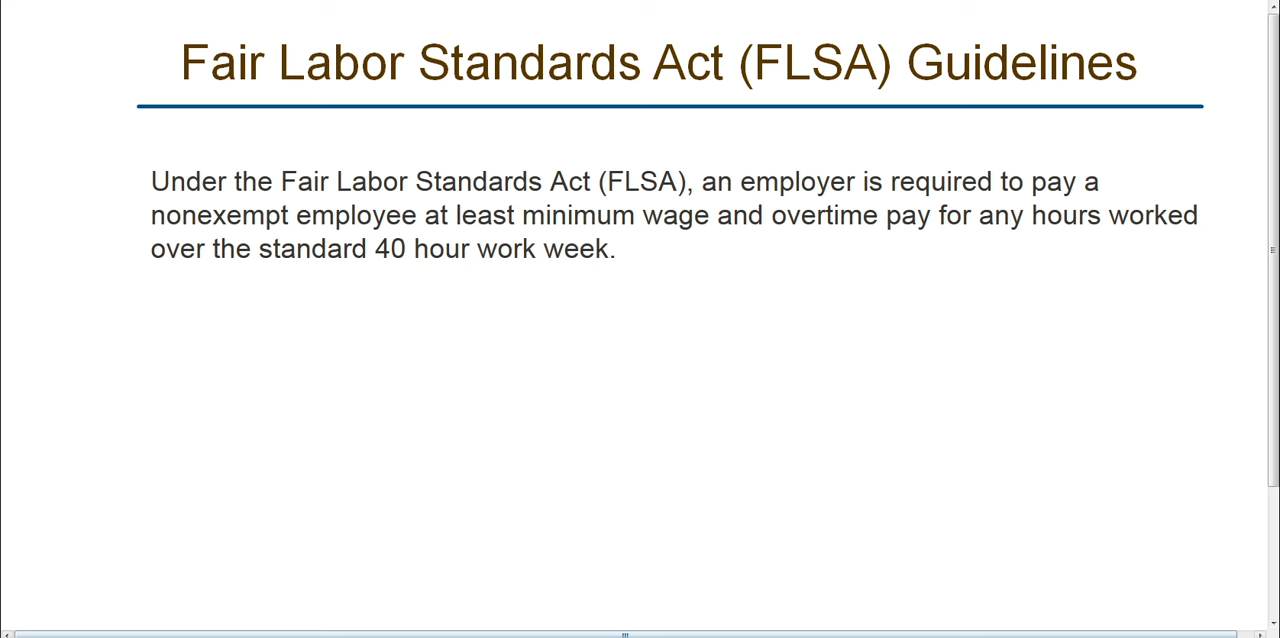 Fair Labor Standards Act (FLSA) Guidelines
Under the Fair Labor Standards Act (FLSA), an employer is required to pay a
nonexempt employee at least minimum wage and overtime pay for any hours worked
over the standard 40 hour work week.